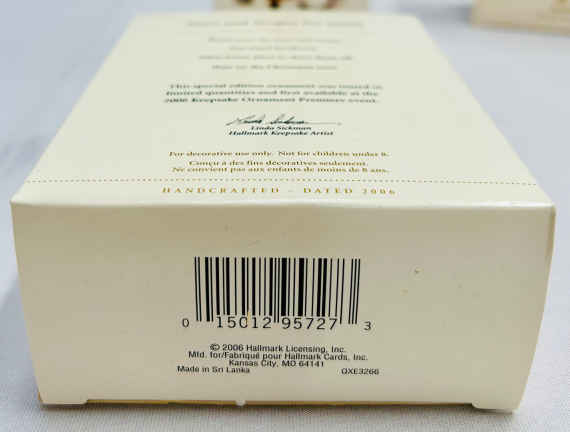 This special edition ornament was issued in
limited quantities and first available at the
2006 Keepsake Ornament Premiere event.
Linda Sickman
Linda Sickman
Hallmark Keepsake Artist
For decorative use only. Not for children under 8.
Conçu à des fins décoratives seulement.
Ne convient pas aux enfants de moins de 8 ans.
HANDCRAFTED - DATED 2006
0 15012 95727 3
© 2006 Hallmark Licensing, Inc.
Mfd. for/Fabriqué pour Hallmark Cards, Inc.
Kansas City, MO 64141
Made in Sri Lanka QXE3266